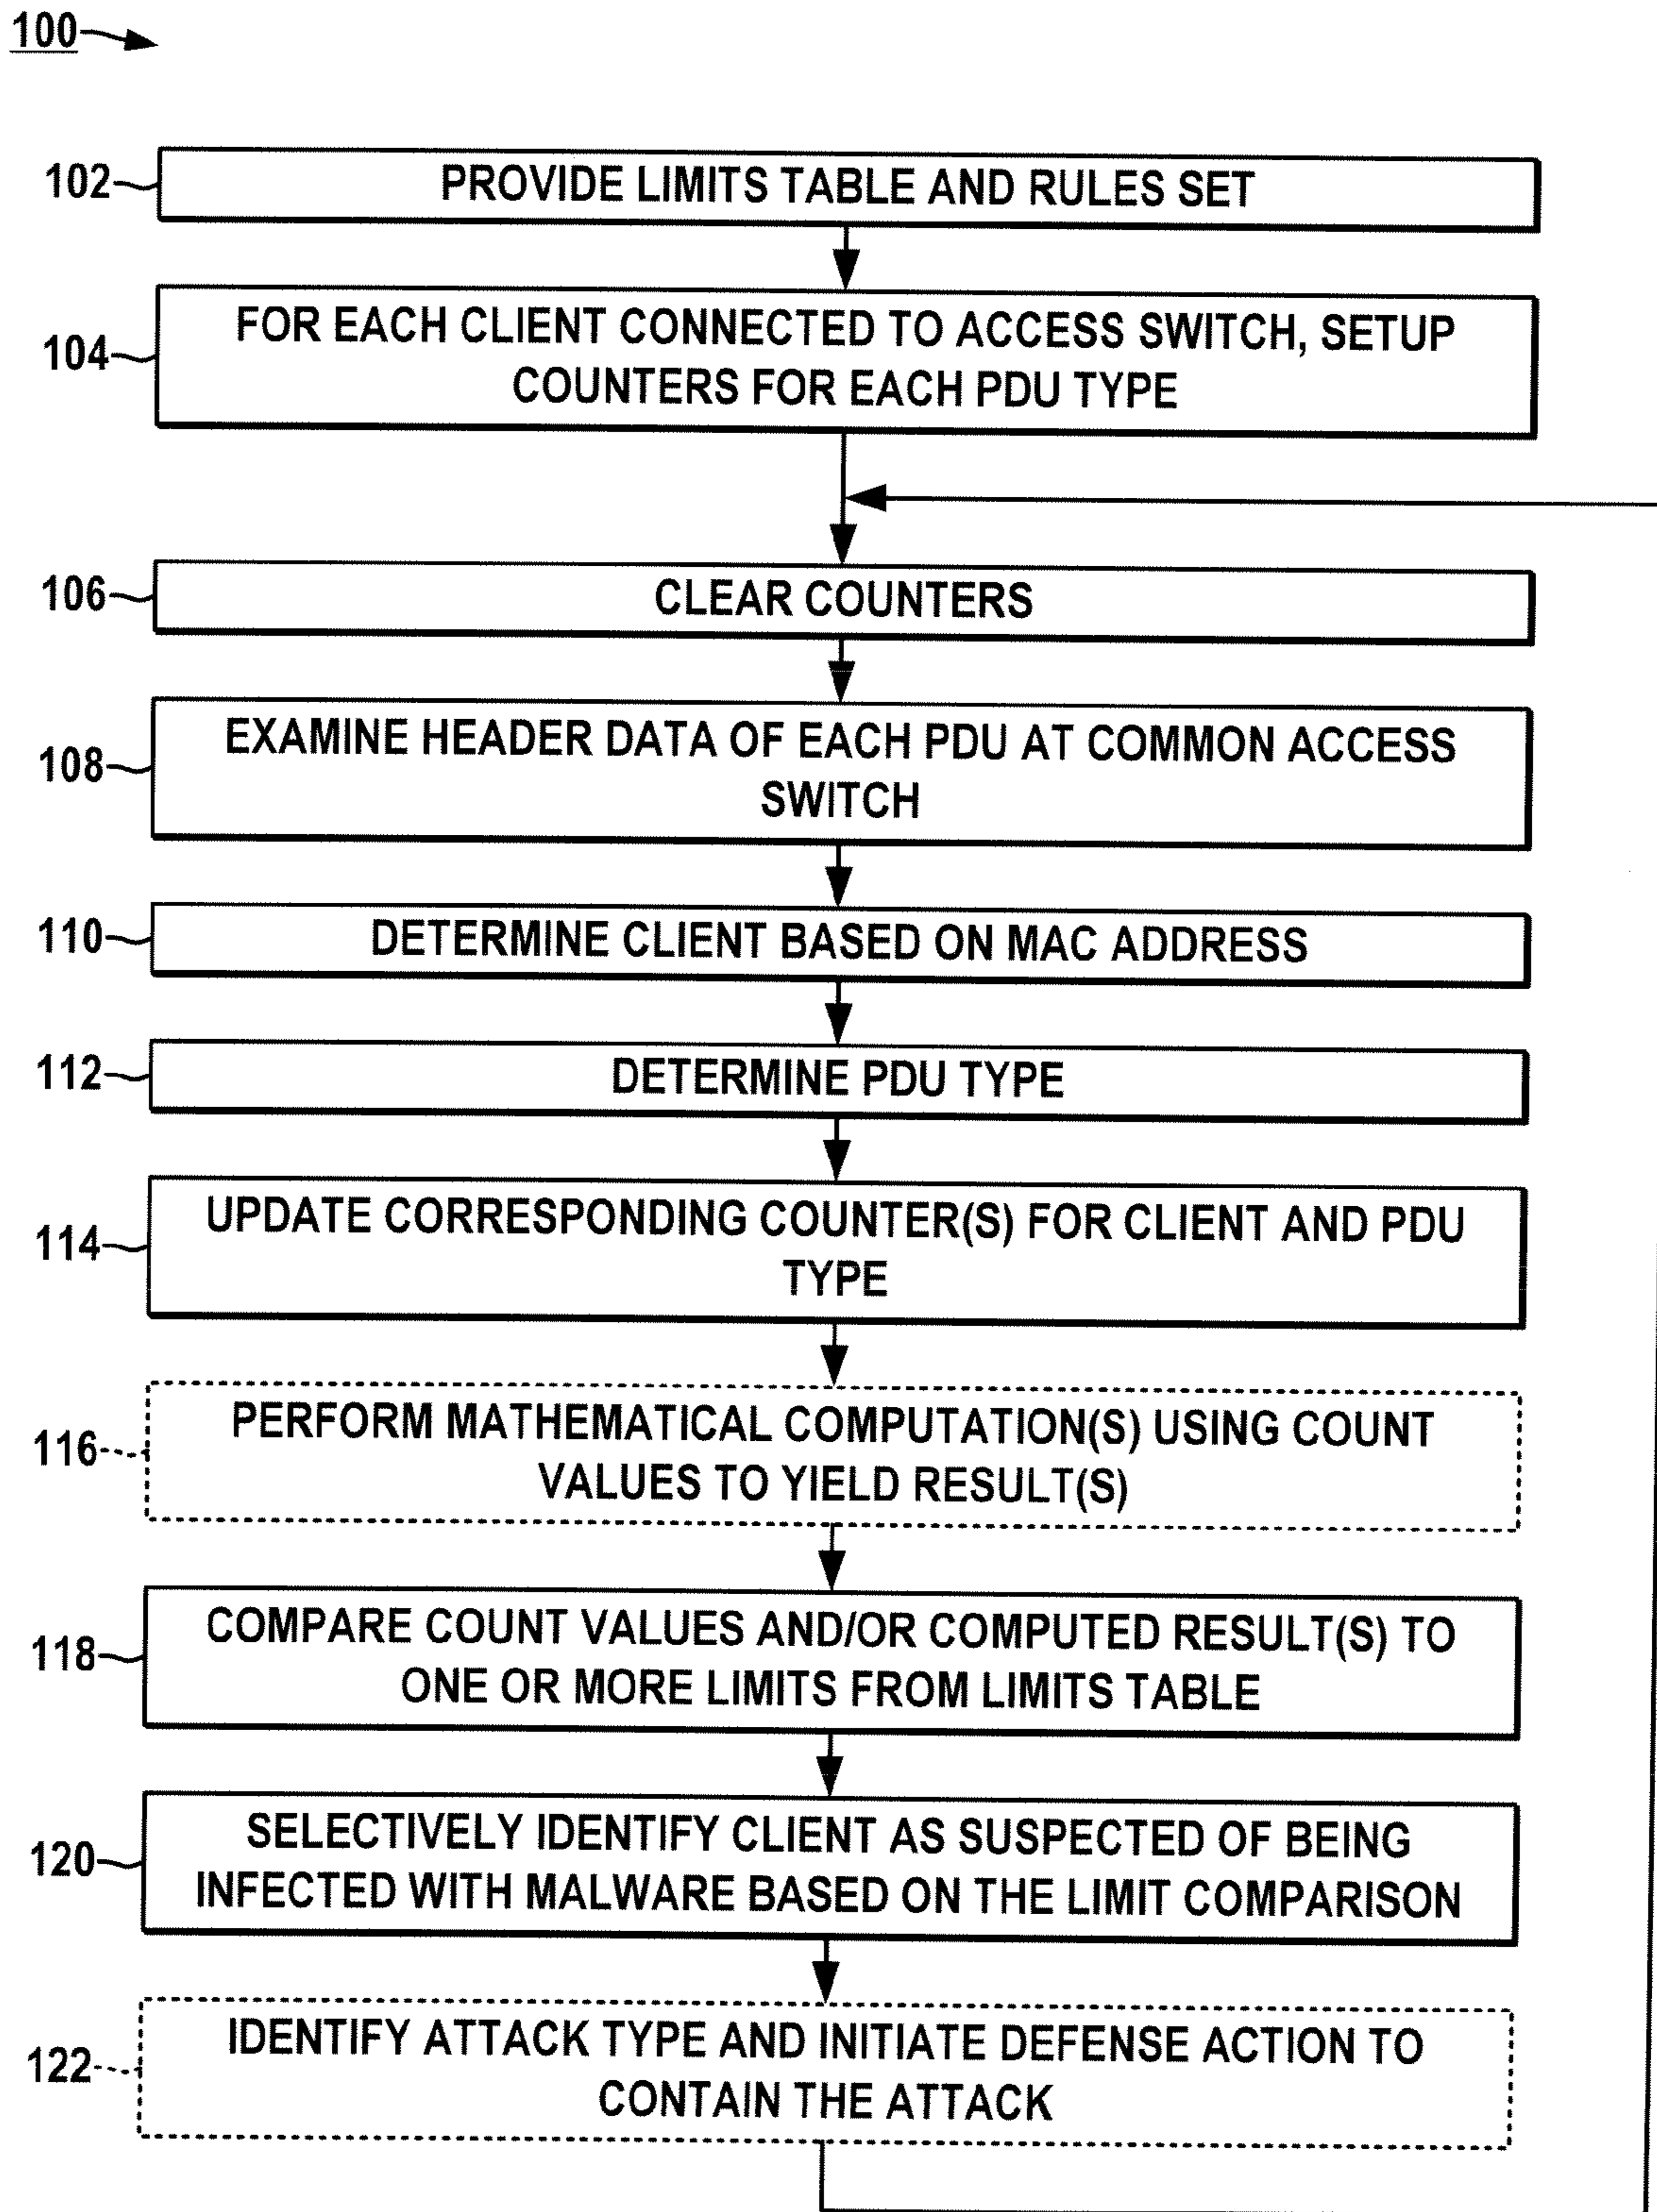 100
102
PROVIDE LIMITS TABLE AND RULES SET
104
FOR EACH CLIENT CONNECTED TO ACCESS SWITCH, SETUP
COUNTERS FOR EACH PDU TYPE
106
CLEAR COUNTERS
108
EXAMINE HEADER DATA OF EACH PDU AT COMMON ACCESS
SWITCH
110
DETERMINE CLIENT BASED ON MAC ADDRESS
112
DETERMINE PDU TYPE
114
UPDATE CORRESPONDING COUNTER(S) FOR CLIENT AND PDU
TYPE
116
PERFORM MATHEMATICAL COMPUTATION(S) USING COUNT
VALUES TO YIELD RESULT(S)
118
COMPARE COUNT VALUES AND/OR COMPUTED RESULT(S) TO
ONE OR MORE LIMITS FROM LIMITS TABLE
120
SELECTIVELY IDENTIFY CLIENT AS SUSPECTED OF BEING
INFECTED WITH MALWARE BASED ON THE LIMIT COMPARISON
122
IDENTIFY ATTACK TYPE AND INITIATE DEFENSE ACTION TO
CONTAIN THE ATTACK